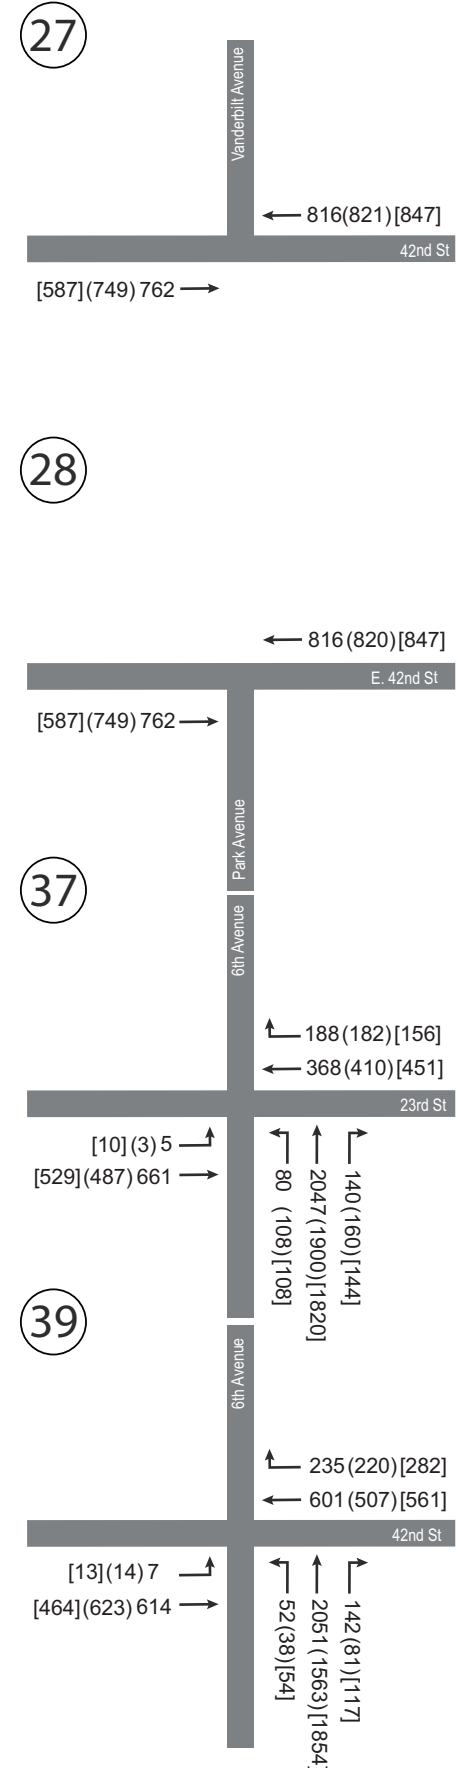 27
Vanderbilt Avenue
816(821)[847]
42nd St
[587](749) 762
28
816(820)[847]
E. 42nd St
[587](749) 762
Park Avenue
37
6th Avenue
188(182)[156]
368(410)[451]
23rd St
[10](3) 5
[529](487) 661
80 (108)[108]
2047(1900)[1820]
140(160)[144]
39
6th Avenue
235(220)[282]
601(507)[561]
42nd St
[13](14) 7
[464](623) 614
52(38)[54]
2051(1563)[1854]
142(81)[117]